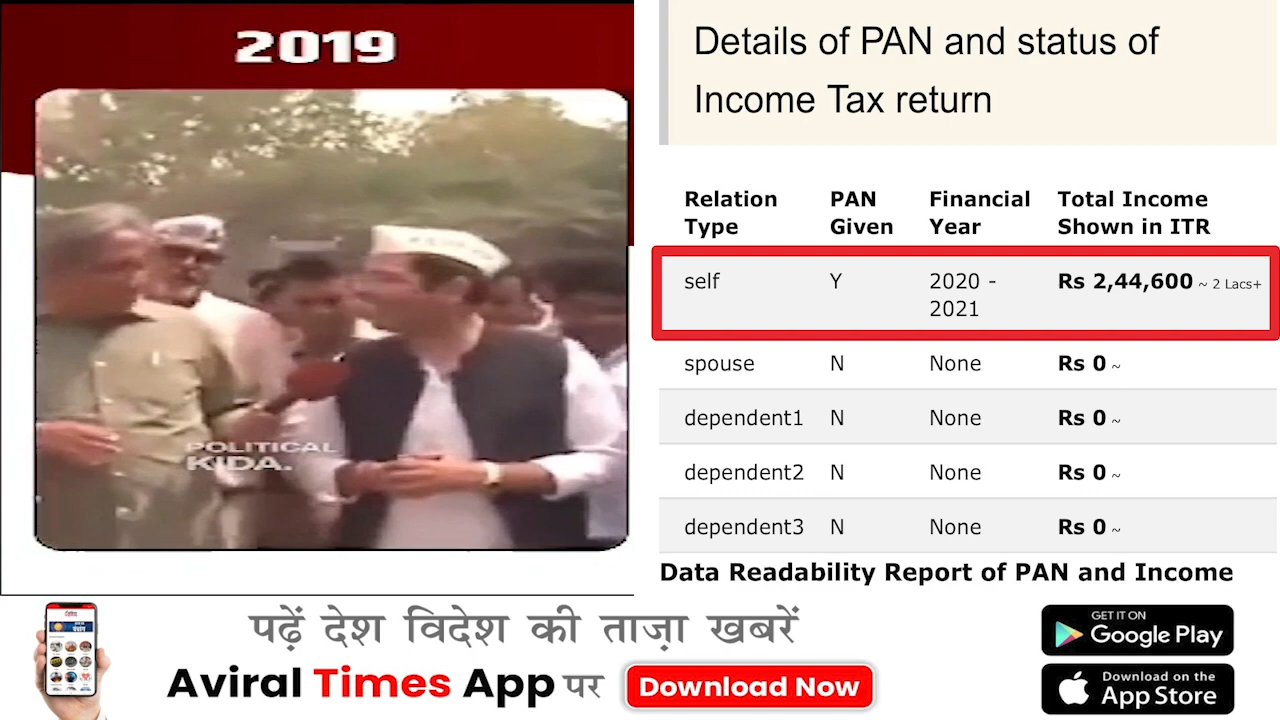 2019
POLITICAL
KIDA.
Details of PAN and status of
Income Tax return
Relation Type PAN Given Financial Year Total Income Shown in ITR
self Y 2020 - 2021 Rs 2,44,600 ~ 2 Lacs+
spouse N None Rs 0 ~
dependent1 N None Rs 0 ~
dependent2 N None Rs 0 ~
dependent3 N None Rs 0 ~
Data Readability Report of PAN and Income
पढ़ें देश विदेश की ताज़ा खबरें
Aviral Times App पर Download Now
GET IT ON
Google Play
Download on the
App Store